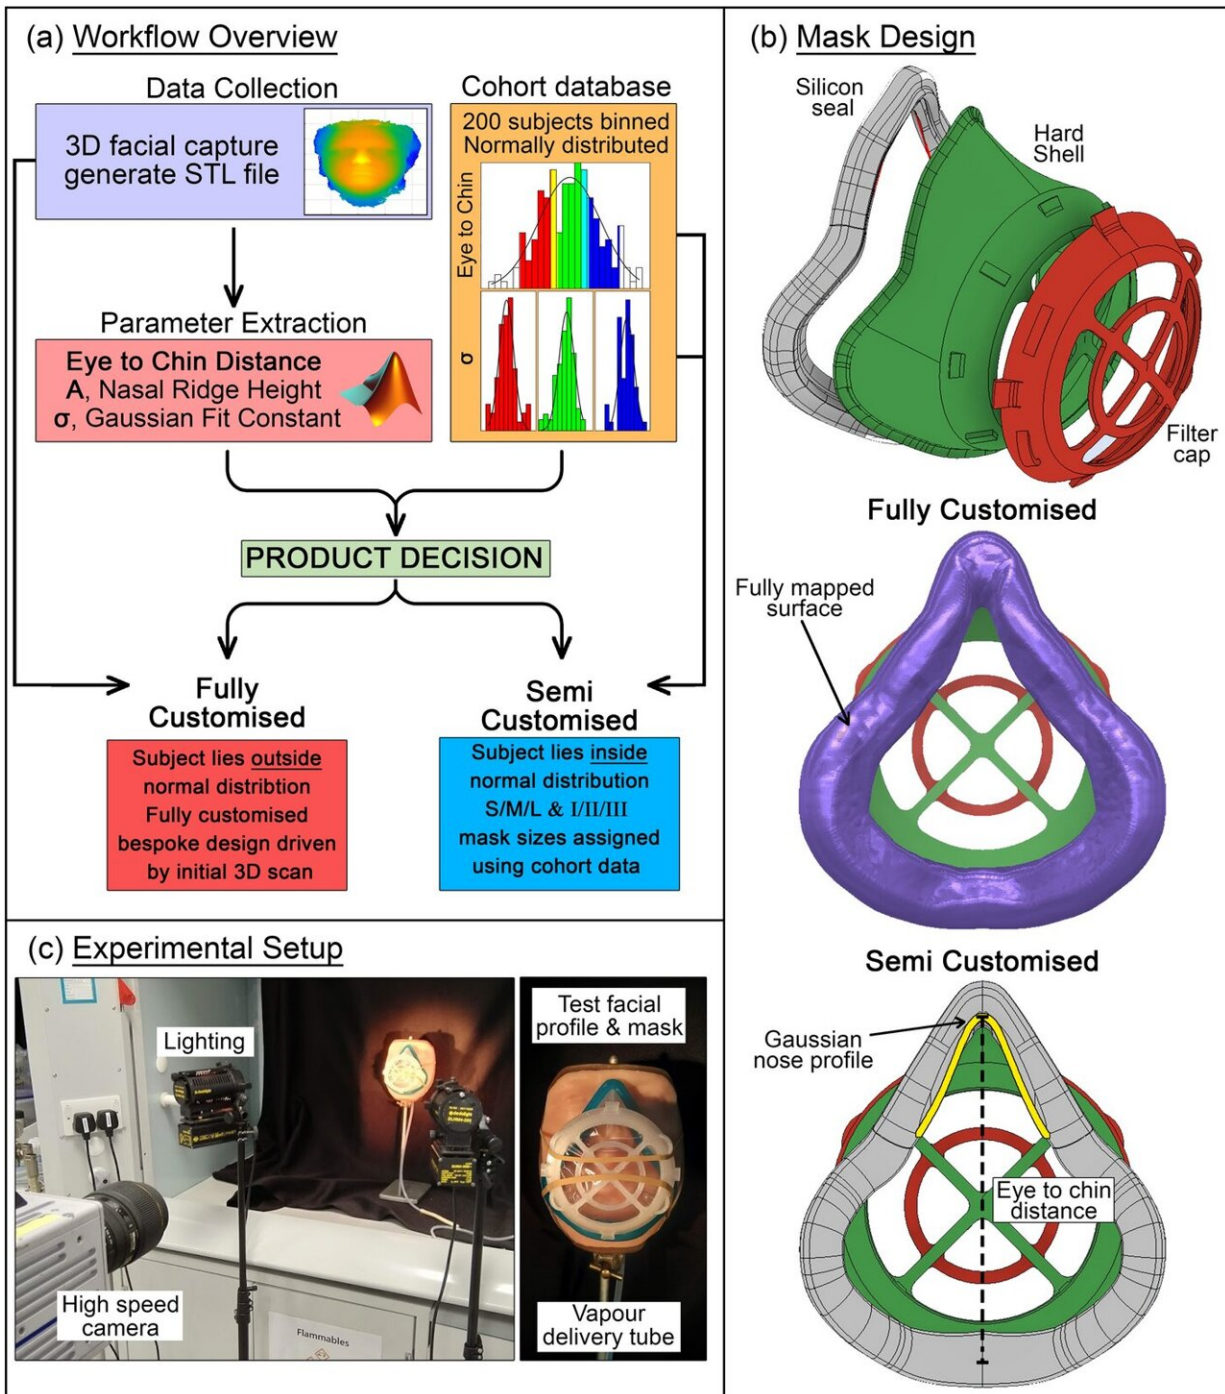 (a) Workflow Overview
Data Collection
3D facial capture
generate STL file
Cohort database
200 subjects binned
Normally distributed
Eye to Chin
σ
Parameter Extraction
Eye to Chin Distance
A, Nasal Ridge Height
σ, Gaussian Fit Constant
PRODUCT DECISION
Fully
Customised
Subject lies outside
normal distribtion
Fully customised
bespoke design driven
by initial 3D scan
Semi
Customised
Subject lies inside
normal distribution
S/M/L & I/II/III
mask sizes assigned
using cohort data
(b) Mask Design
Silicon
seal
Hard
Shell
Filter
cap
Fully Customised
Fully mapped
surface
Semi Customised
Gaussian
nose profile
Eye to chin
distance
(c) Experimental Setup
Lighting
High speed
camera
Flammables
Test facial
profile & mask
Vapour
delivery tube